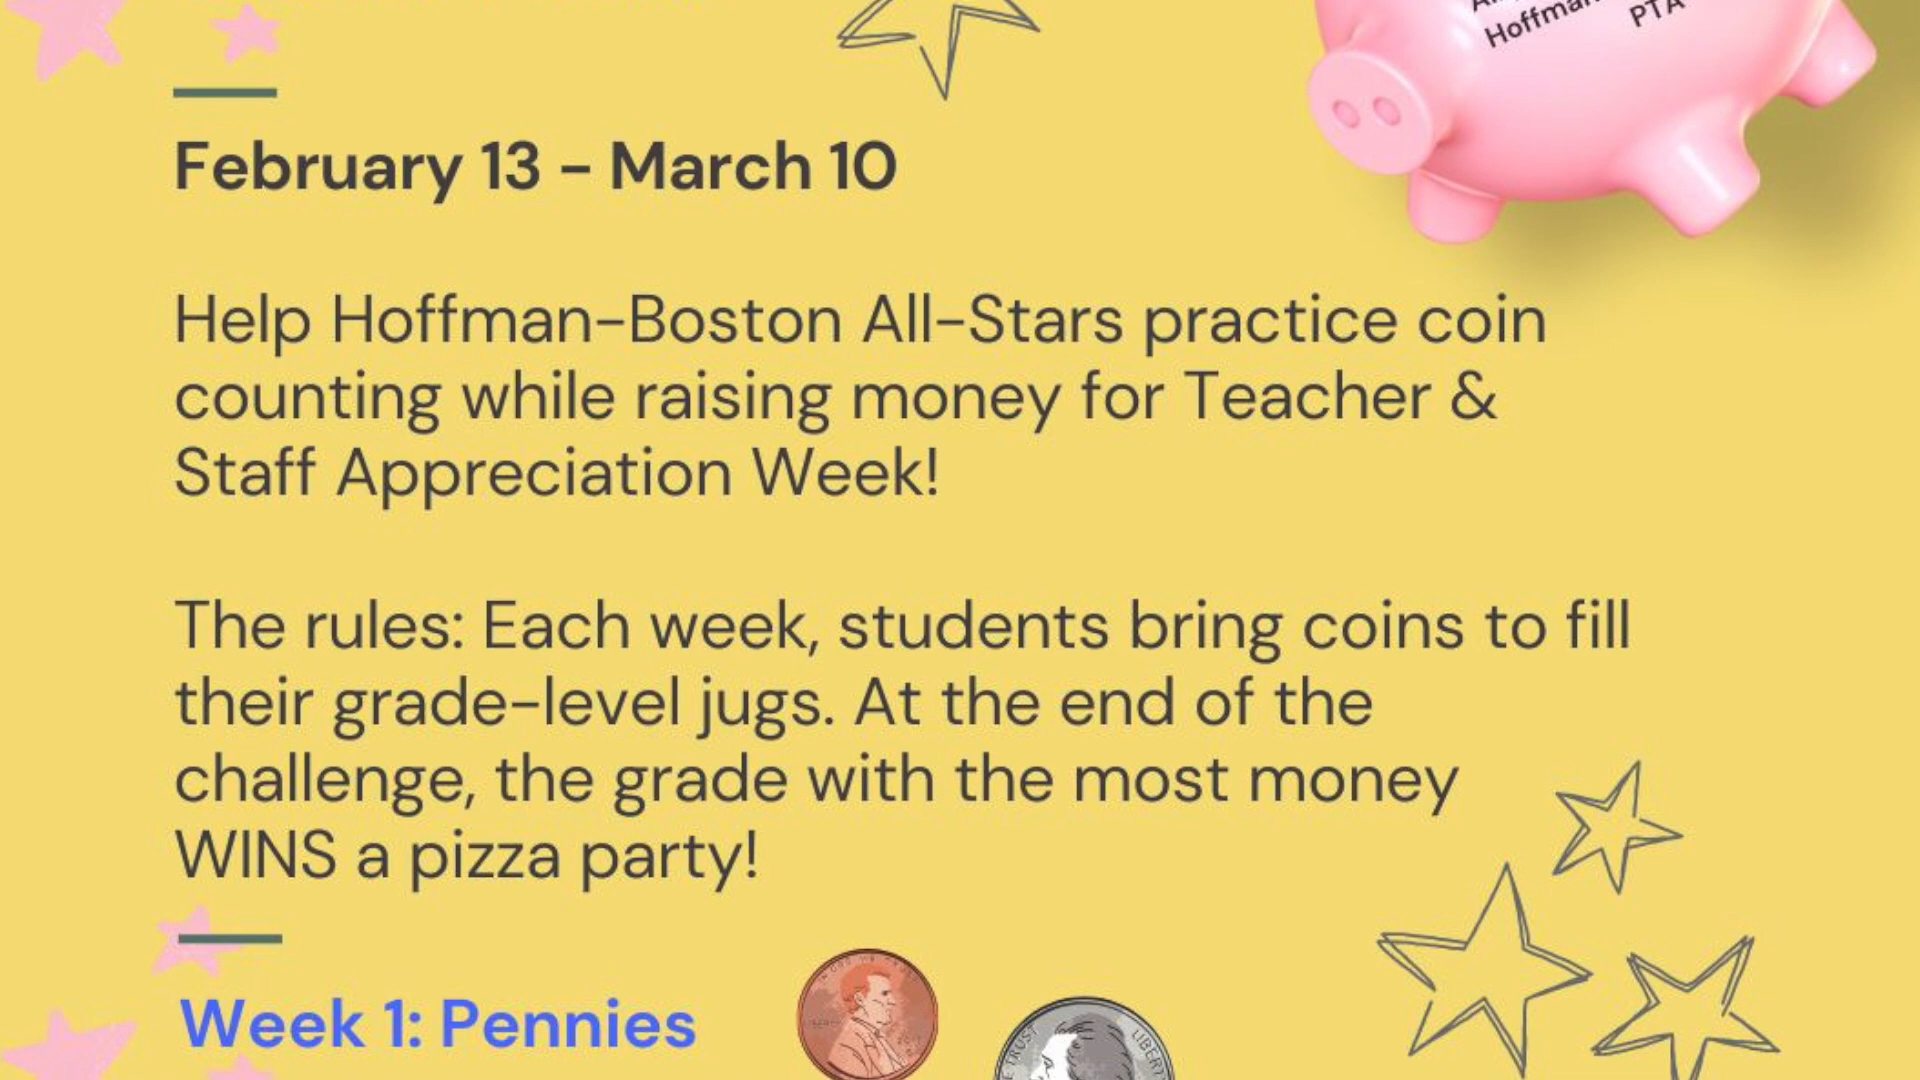 Hoffman
PTA
February 13 - March 10
Help Hoffman-Boston All-Stars practice coin
counting while raising money for Teacher &
Staff Appreciation Week!
The rules: Each week, students bring coins to fill
their grade-level jugs. At the end of the
challenge, the grade with the most money
WINS a pizza party!
Week 1: Pennies
TRUST
LIBERT